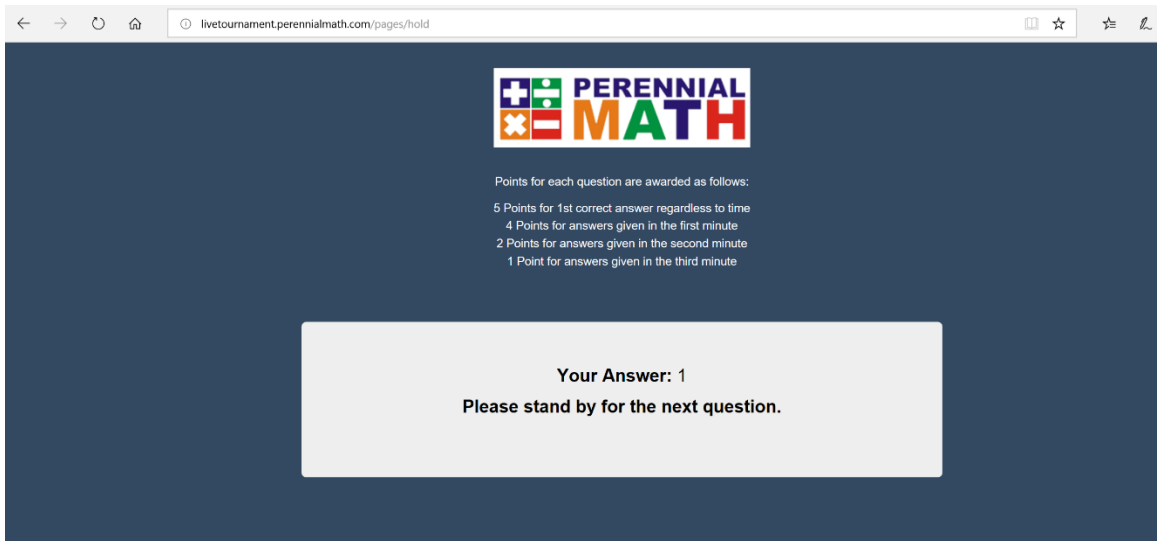 livetournament.perennialmath.com/pages/hold
PERENNIAL
MATH
Points for each question are awarded as follows:
5 Points for 1st correct answer regardless to time
4 Points for answers given in the first minute
2 Points for answers given in the second minute
1 Point for answers given in the third minute
Your Answer: 1
Please stand by for the next question.